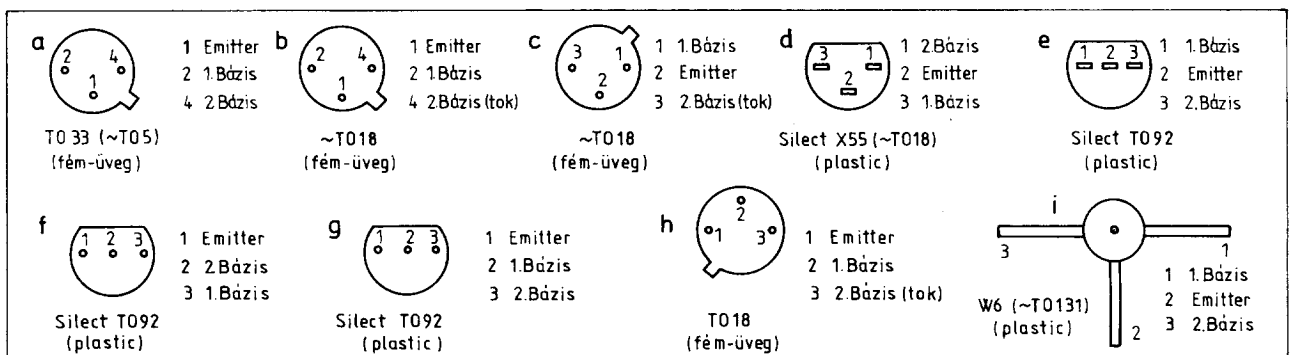 a
2 4
1
1 Emitter
2 1.Bázis
4 2.Bázis
TO 33 (~TO5)
(fém-üveg)
b
2 4
1
1 Emitter
2 1.Bázis
4 2.Bázis(tok)
~TO18
(fém-üveg)
c
3 1
2
1 1.Bázis
2 Emitter
3 2.Bázis(tok)
~TO18
(fém-üveg)
d
3 1
2
1 2.Bázis
2 Emitter
3 1.Bázis
Silect X55 (~TO18)
(plastic)
e
1 2 3
1 1.Bázis
2 Emitter
3 2.Bázis
Silect TO92
(plastic)
f
1 2 3
1 Emitter
2 2.Bázis
3 1.Bázis
Silect TO92
(plastic)
g
1 2 3
1 Emitter
2 1.Bázis
3 2.Bázis
Silect TO92
(plastic)
h
2
1 3
1 Emitter
2 1.Bázis
3 2.Bázis (tok)
TO18
(fém-üveg)
i
3 1
2
1 1.Bázis
2 Emitter
3 2.Bázis
W6 (~TO131)
(plastic)